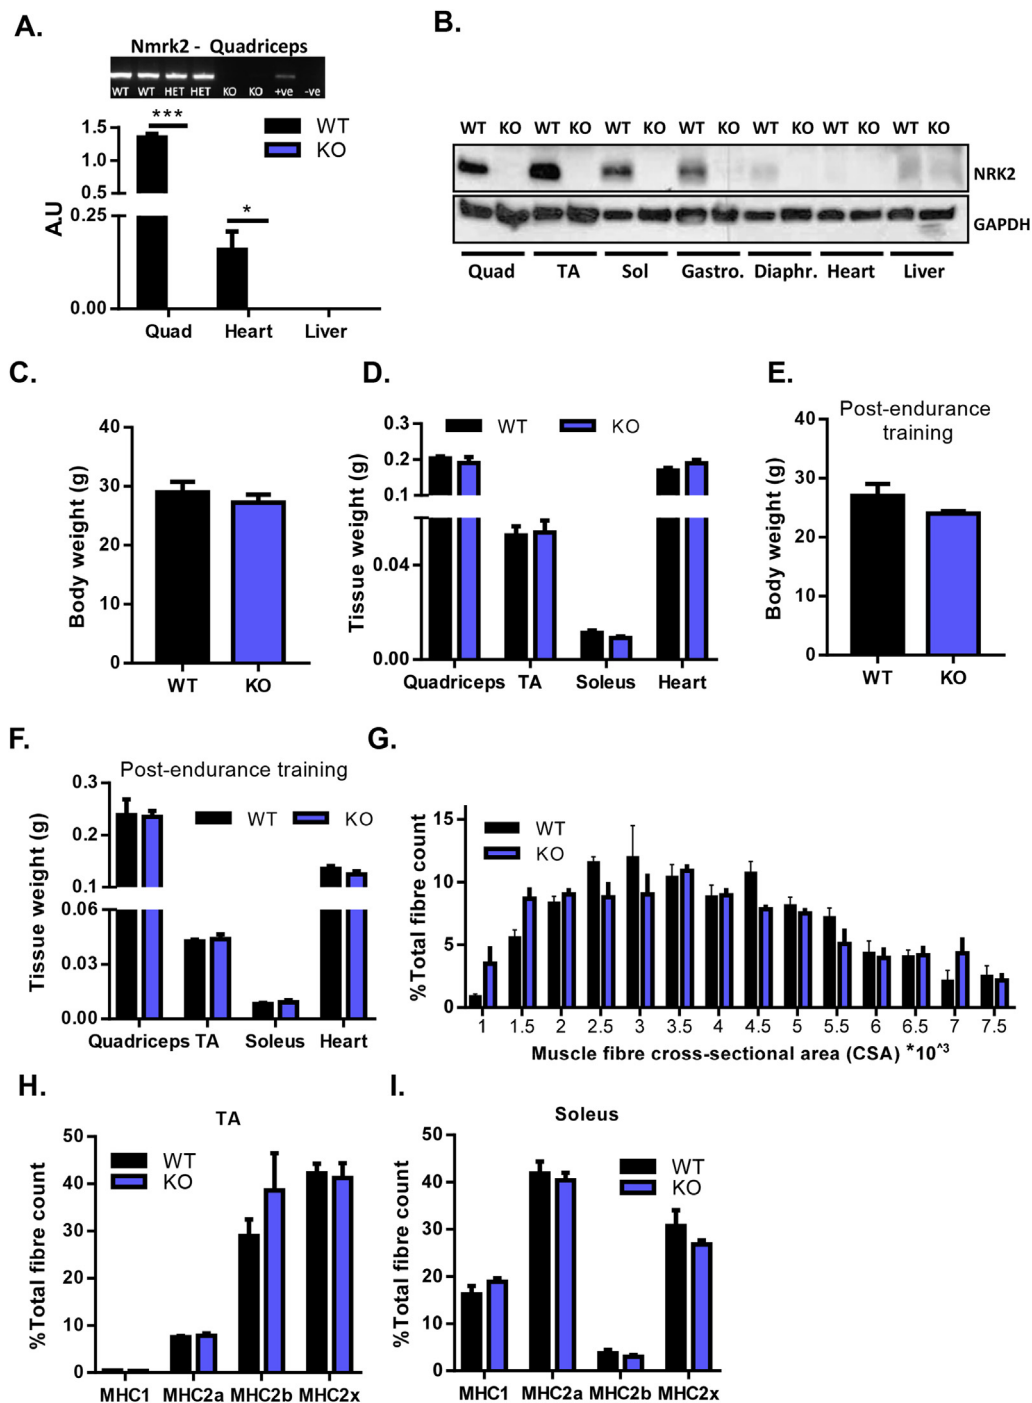 A.
Nmrk2 - Quadriceps
WT WT HET HET KO KO +ve -ve
***
*
WT
KO
1.5
1.0
0.5
0.25
0.00
A.U
Quad Heart Liver
B.
WT KO WT KO WT KO WT KO WT KO WT KO WT KO
NRK2
GAPDH
Quad TA Sol Gastro. Diaphr. Heart Liver
C.
40
30
20
10
0
Body weight (g)
WT KO
D.
WT KO
0.3
0.2
0.1
0.04
0.00
Tissue weight (g)
Quadriceps TA Soleus Heart
E.
Post-endurance
training
40
30
20
10
0
Body weight (g)
WT KO
F.
Post-endurance training
WT KO
0.3
0.2
0.1
0.06
0.03
0.00
Tissue weight (g)
Quadriceps TA Soleus Heart
G.
WT
KO
15
10
5
0
%Total fibre count
1 1.5 2 2.5 3 3.5 4 4.5 5 5.5 6 6.5 7 7.5
Muscle fibre cross-sectional area (CSA) *10^3
H.
TA
WT
KO
50
40
30
20
10
0
%Total fibre count
MHC1 MHC2a MHC2b MHC2x
I.
Soleus
WT
KO
50
40
30
20
10
0
%Total fibre count
MHC1 MHC2a MHC2b MHC2x